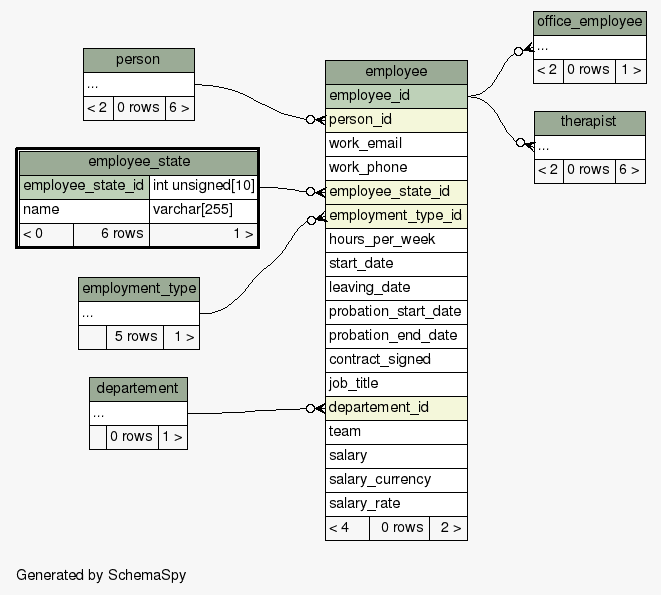 person
...
< 2 0 rows 6 >
employee_state
employee_state_id int unsigned[10]
name varchar[255]
< 0 6 rows 1 >
employment_type
...
5 rows 1 >
departement
...
0 rows 1 >
employee
employee_id
person_id
work_email
work_phone
employee_state_id
employment_type_id
hours_per_week
start_date
leaving_date
probation_start_date
probation_end_date
contract_signed
job_title
departement_id
team
salary
salary_currency
salary_rate
< 4 0 rows 2 >
office_employee
...
< 2 0 rows 1 >
therapist
...
< 2 0 rows 6 >
Generated by SchemaSpy